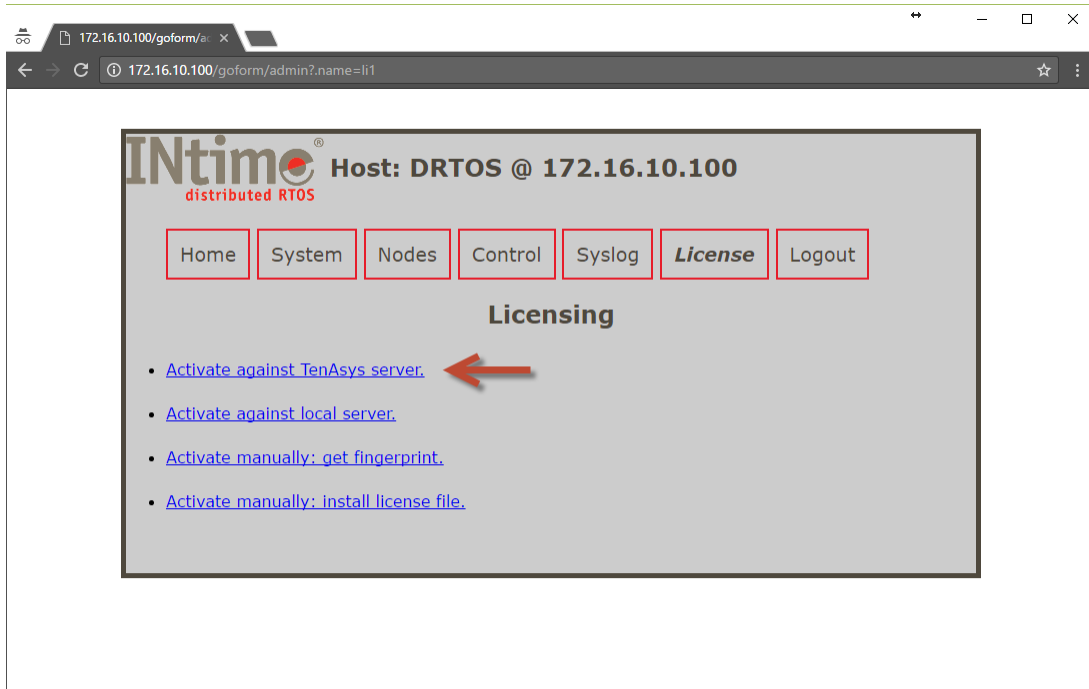 172.16.10.100/goform/ac
172.16.10.100/goform/admin?.name=li1
INtime®
distributed RTOS
Host: DRTOS @ 172.16.10.100
Home System Nodes Control Syslog License Logout
Licensing
Activate against TenAsys server.
Activate against local server.
Activate manually: get fingerprint.
Activate manually: install license file.